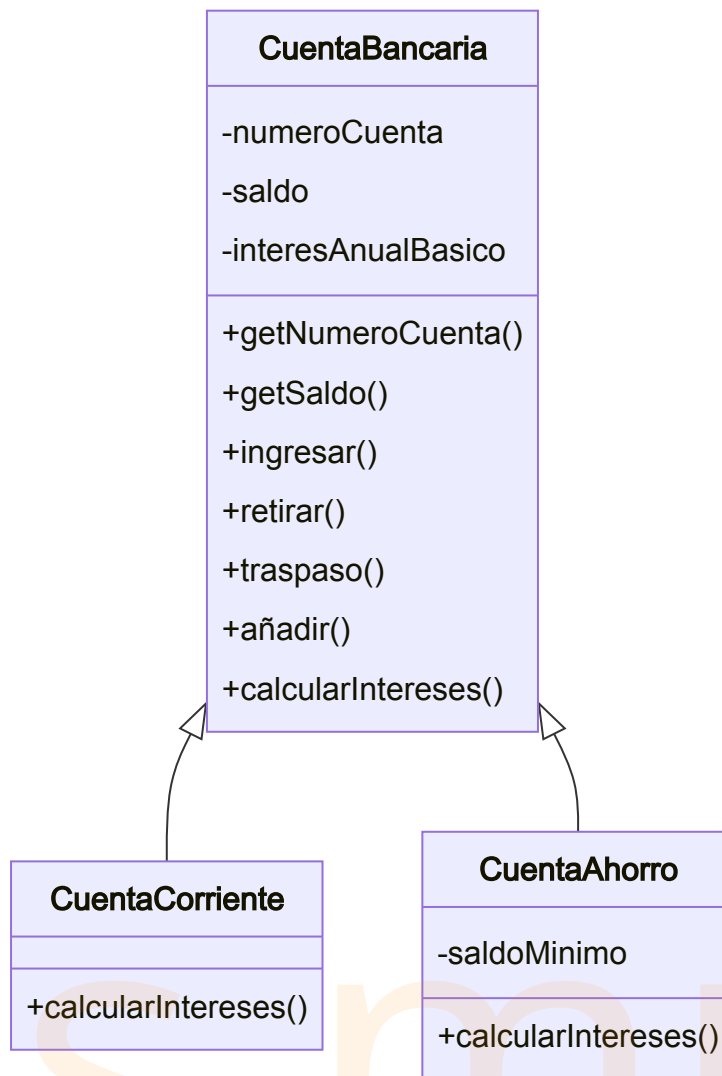 CuentaBancaria
-numeroCuenta
-saldo
-interesAnualBasico
+getNumeroCuenta()
+getSaldo()
+ingresar()
+retirar()
+traspaso()
+añadir()
+calcularIntereses()
CuentaCorriente
+calcularIntereses()
CuentaAhorro
-saldoMinimo
+calcularIntereses()